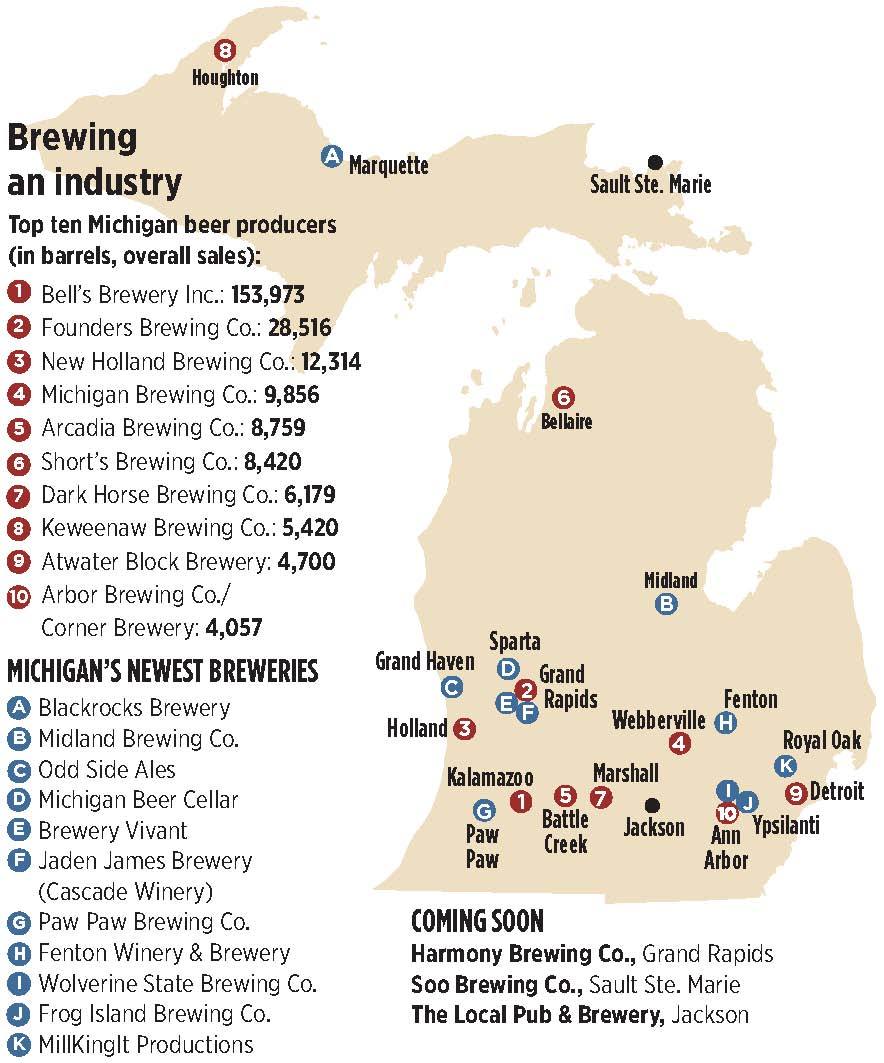 8
Houghton
Brewing
an industry
A Marquette
Sault Ste. Marie
Top ten Michigan beer producers
(in barrels, overall sales):
1 Bell's Brewery Inc.: 153,973
2 Founders Brewing Co.: 28,516
3 New Holland Brewing Co.: 12,314
4 Michigan Brewing Co.: 9,856
5 Arcadia Brewing Co.: 8,759
6 Short's Brewing Co.: 8,420
7 Dark Horse Brewing Co.: 6,179
8 Keweenaw Brewing Co.: 5,420
9 Atwater Block Brewery: 4,700
10 Arbor Brewing Co./
Corner Brewery: 4,057
6
Bellaire
Midland
B
Sparta
D
Grand Haven
C
2 Grand
Rapids
E
F
Holland 3
Webberville
4
Fenton
H
Royal Oak
K
Kalamazoo
1
G
Paw
Paw
5
Battle
Creek
Marshall
7
Jackson
I
J
Ypsilanti
10
Ann
Arbor
9 Detroit
MICHIGAN'S NEWEST BREWERIES
A Blackrocks Brewery
B Midland Brewing Co.
C Odd Side Ales
D Michigan Beer Cellar
E Brewery Vivant
F Jaden James Brewery
(Cascade Winery)
G Paw Paw Brewing Co.
H Fenton Winery & Brewery
I Wolverine State Brewing Co.
J Frog Island Brewing Co.
K MillKingIt Productions
COMING SOON
Harmony Brewing Co., Grand Rapids
Soo Brewing Co., Sault Ste. Marie
The Local Pub & Brewery, Jackson